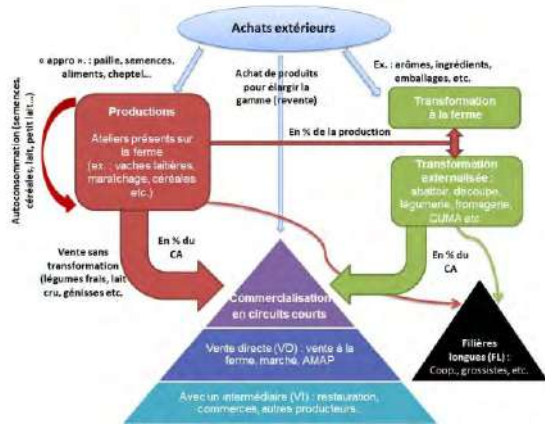 Achats extérieurs
« appro ». : paille, semences,
aliments, cheptel...
Achat de produits
pour élargir la
gamme (revente)
Ex. : arômes, ingrédients,
emballages, etc.
Autoconsommation (semences,
céréales, lait, petit lait...)
Productions
Ateliers présents sur
la ferme
(ex. : vaches laitières,
maraîchage, céréales
etc.)
Transformation
à la ferme
En % de la production
Transformation
externalisée :
abattoir, découpe,
légumerie, fromagerie,
CUMA etc
Vente sans
transformation
(légumes frais, lait
cru, génisses etc.
En % du
CA
En % du
CA
Commercialisation
en circuits courts
Vente directe (VD) : vente à la
ferme, marché, AMAP
Avec un intermédiaire (VI) : restauration,
commerces, autres producteurs...
Filières
longues (FL) :
Coop., grossistes, etc.